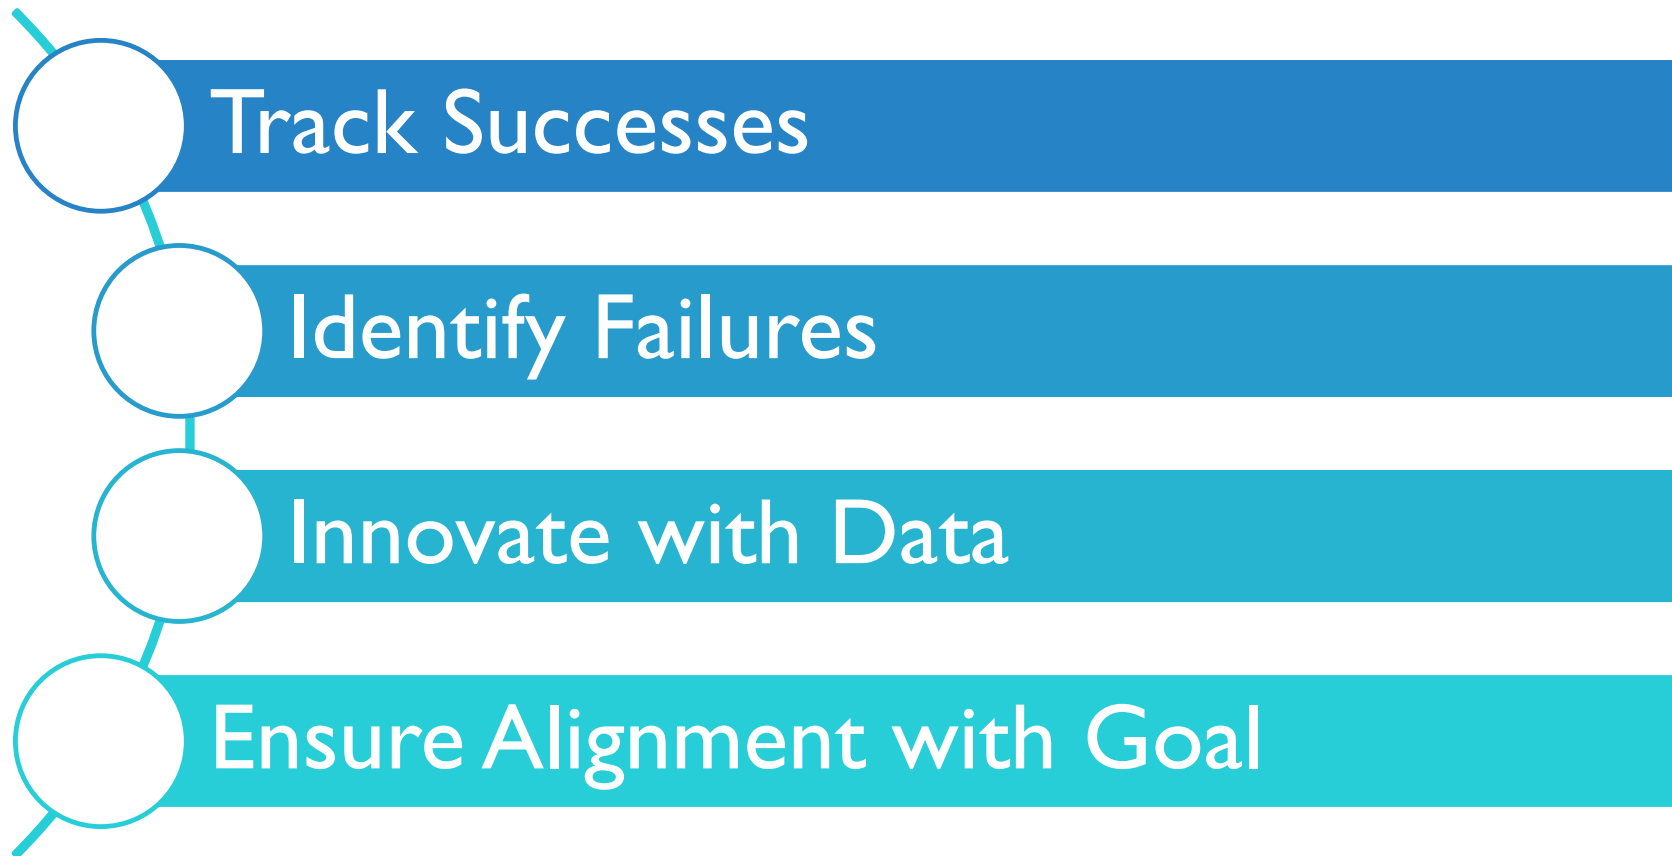 Track Successes
Identify Failures
Innovate with Data
Ensure Alignment with Goal